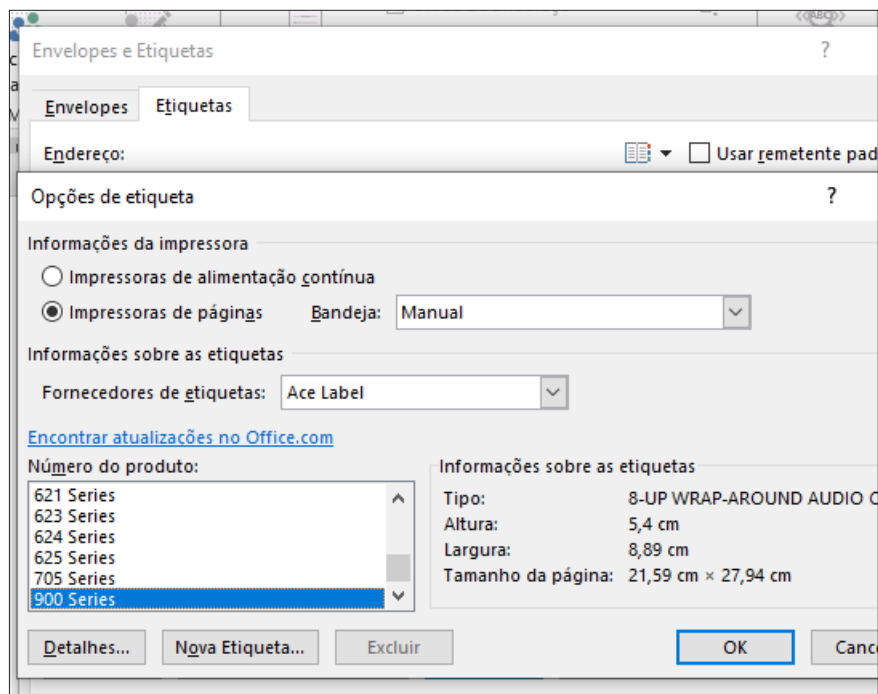 «ABC»
Envelopes e Etiquetas ?
Envelopes Etiquetas
Endereço: Usar remetente pad
Opções de etiqueta ?
Informações da impressora
Impressoras de alimentação contínua
Impressoras de páginas Bandeja: Manual
Informações sobre as etiquetas
Fornecedores de etiquetas: Ace Label
Encontrar atualizações no Office.com
Número do produto: Informações sobre as etiquetas
621 Series
623 Series
624 Series
625 Series
705 Series
900 Series
Tipo: 8-UP WRAP-AROUND AUDIO C
Altura: 5,4 cm
Largura: 8,89 cm
Tamanho da página: 21,59 cm × 27,94 cm
Detalhes... Nova Etiqueta... Excluir OK Cance